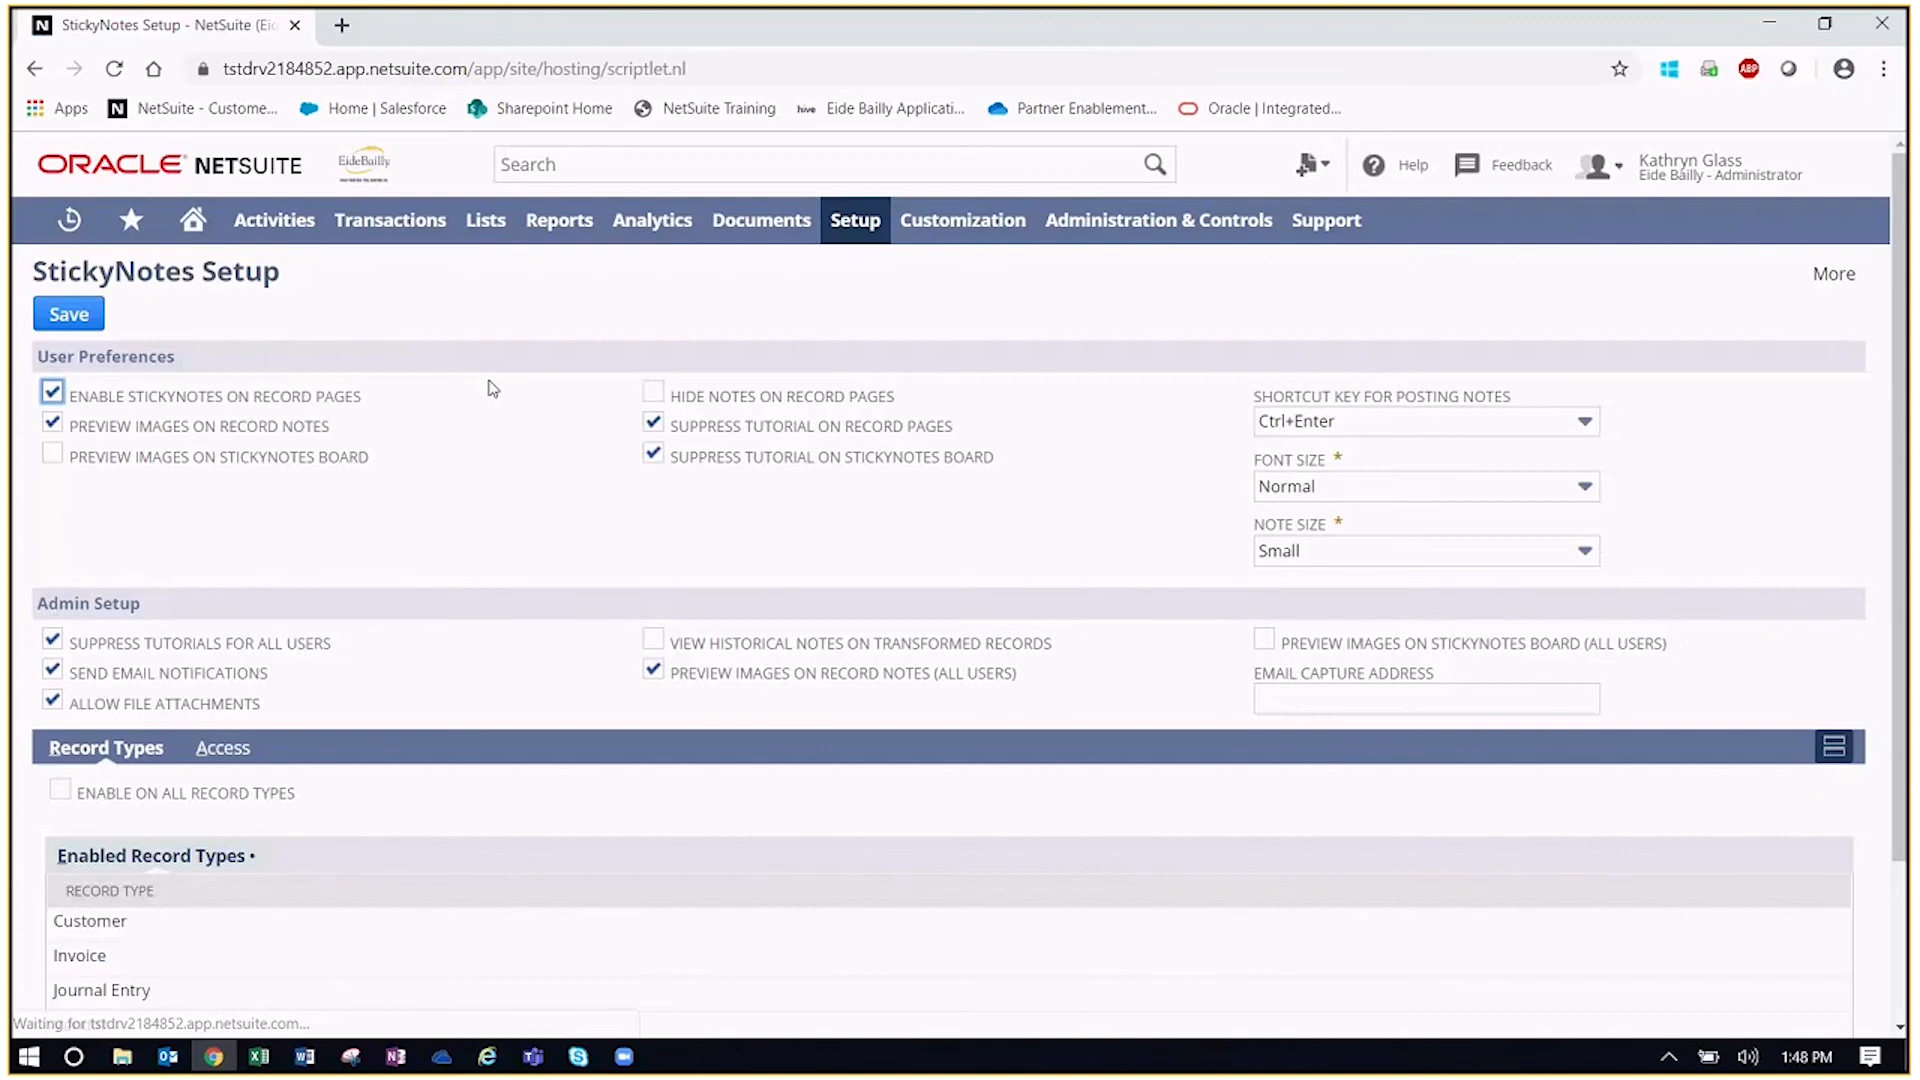 StickyNotes Setup - NetSuite (Eic
tstdrv2184852.app.netsuite.com/app/site/hosting/scriptlet.nl
ABP
Apps
N NetSuite - Custome...
Home | Salesforce
Sharepoint Home
NetSuite Training
hive Eide Bailly Applicati...
Partner Enablement...
Oracle | Integrated...
ORACLE NETSUITE
EideBailly
Search
Help
Feedback
Kathryn Glass
Eide Bailly - Administrator
Activities Transactions Lists Reports Analytics Documents Setup Customization Administration & Controls Support
StickyNotes Setup
More
Save
User Preferences
ENABLE STICKYNOTES ON RECORD PAGES
PREVIEW IMAGES ON RECORD NOTES
PREVIEW IMAGES ON STICKYNOTES BOARD
HIDE NOTES ON RECORD PAGES
SUPPRESS TUTORIAL ON RECORD PAGES
SUPPRESS TUTORIAL ON STICKYNOTES BOARD
SHORTCUT KEY FOR POSTING NOTES
Ctrl+Enter
FONT SIZE *
Normal
NOTE SIZE *
Small
Admin Setup
SUPPRESS TUTORIALS FOR ALL USERS
SEND EMAIL NOTIFICATIONS
ALLOW FILE ATTACHMENTS
VIEW HISTORICAL NOTES ON TRANSFORMED RECORDS
PREVIEW IMAGES ON RECORD NOTES (ALL USERS)
PREVIEW IMAGES ON STICKYNOTES BOARD (ALL USERS)
EMAIL CAPTURE ADDRESS
Record Types Access
ENABLE ON ALL RECORD TYPES
Enabled Record Types •
RECORD TYPE
Customer
Invoice
Journal Entry
Waiting for tstdrv2184852.app.netsuite.com...
1:48 PM